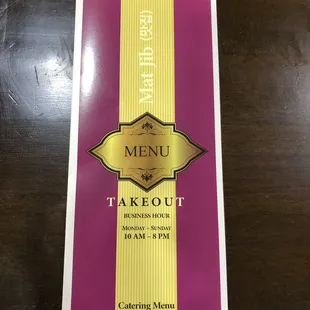 Mat Jib (맛집)
MENU
TAKEOUT
BUSINESS HOUR
MONDAY – SUNDAY
10 AM – 8 PM
Catering Menu